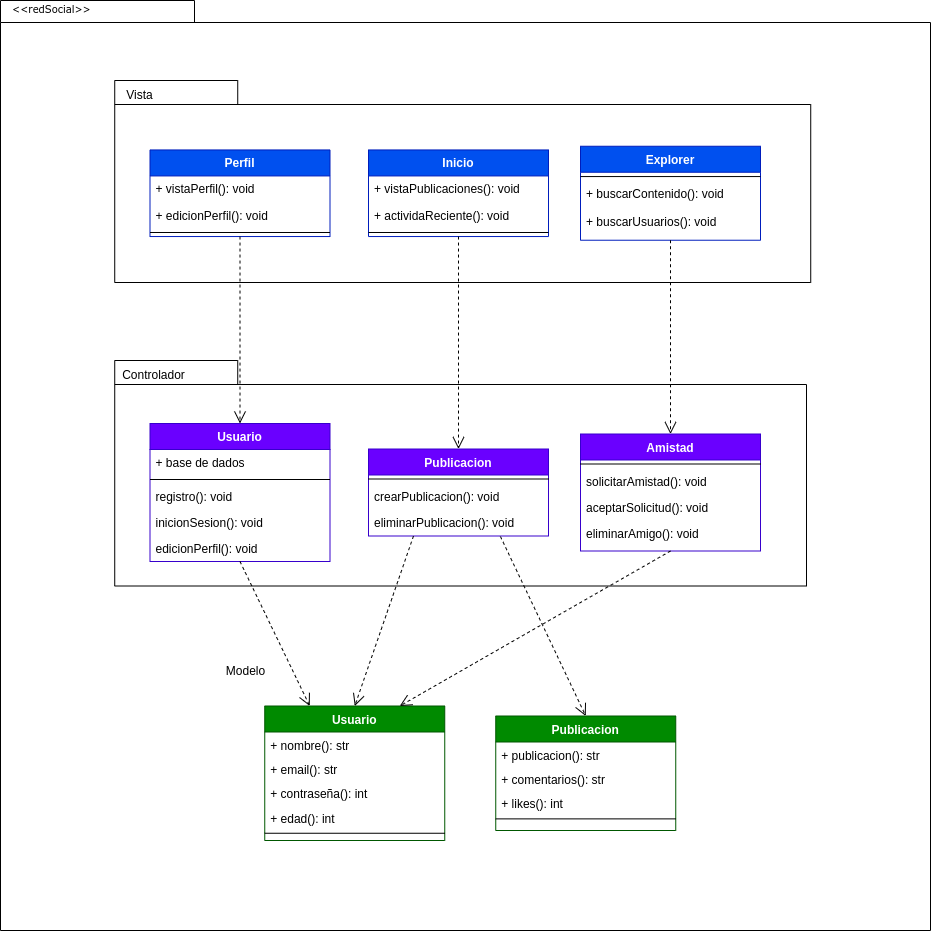 <<redSocial>>
Vista
Perfil
+ vistaPerfil(): void
+ edicionPerfil(): void
Inicio
+ vistaPublicaciones(): void
+ actividaReciente(): void
Explorer
+ buscarContenido(): void
+ buscarUsuarios(): void
Controlador
Usuario
+ base de dados
registro(): void
inicionSesion(): void
edicionPerfil(): void
Publicacion
crearPublicacion(): void
eliminarPublicacion(): void
Amistad
solicitarAmistad(): void
aceptarSolicitud(): void
eliminarAmigo(): void
Modelo
Usuario
+ nombre(): str
+ email(): str
+ contraseña(): int
+ edad(): int
Publicacion
+ publicacion(): str
+ comentarios(): str
+ likes(): int